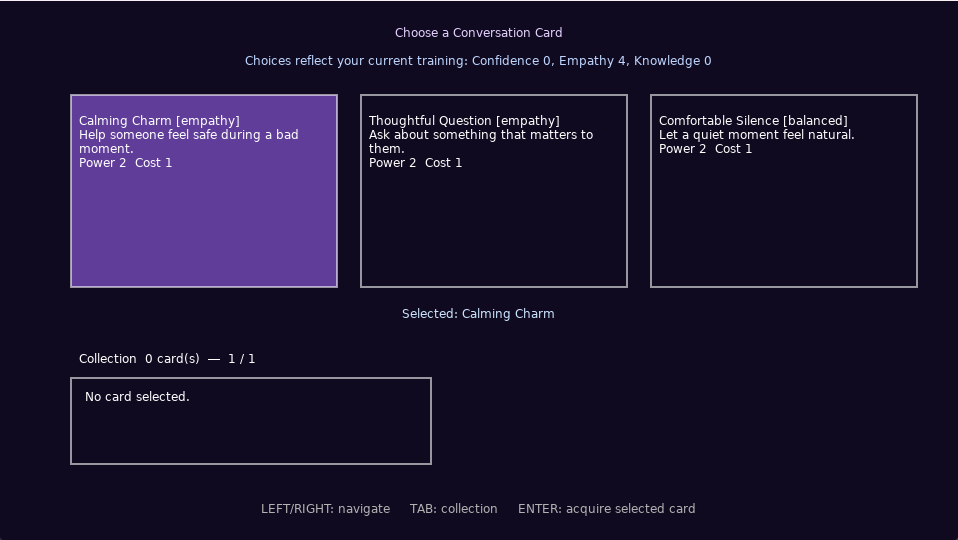 Choose a Conversation Card
Choices reflect your current training: Confidence 0, Empathy 4, Knowledge 0
Calming Charm [empathy]
Help someone feel safe during a bad
moment.
Power 2  Cost 1
Thoughtful Question [empathy]
Ask about something that matters to
them.
Power 2  Cost 1
Comfortable Silence [balanced]
Let a quiet moment feel natural.
Power 2  Cost 1
Selected: Calming Charm
Collection  0 card(s)  —  1 / 1
No card selected.
LEFT/RIGHT: navigate     TAB: collection     ENTER: acquire selected card